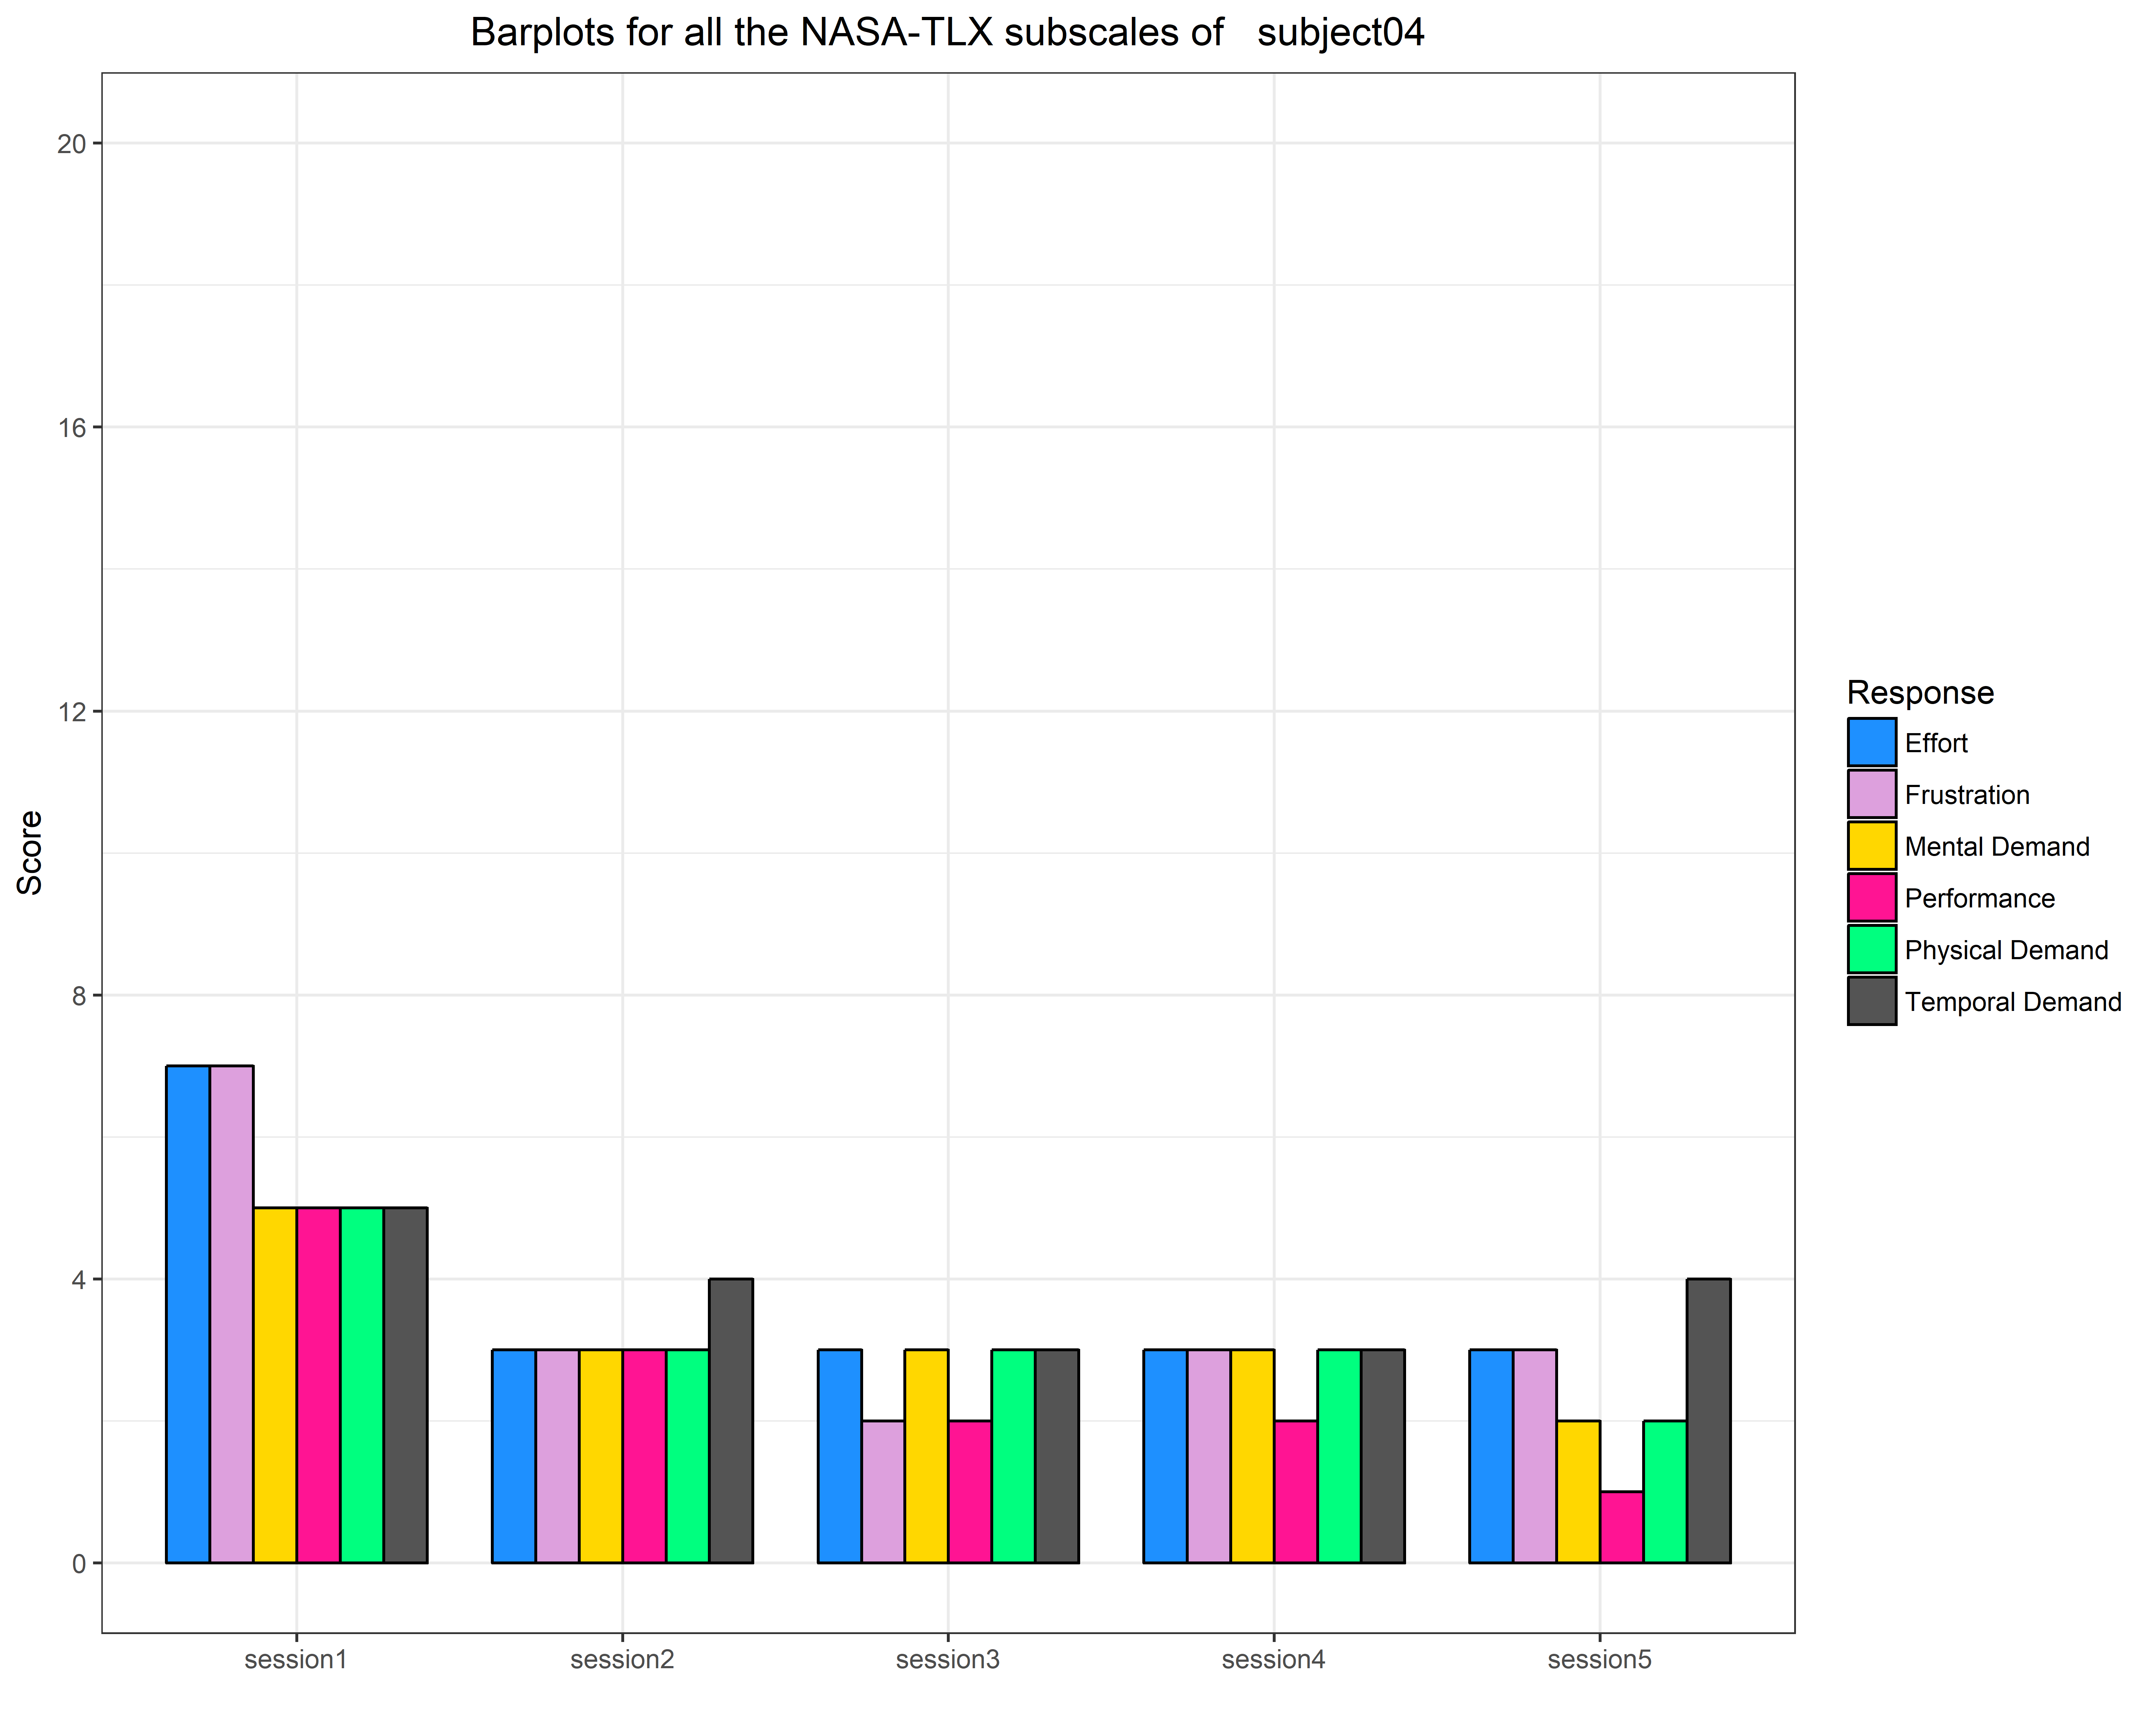 Barplots for all the NASA-TLX subscales of   subject04
20
16
12
8
4
0
Score
session1
session2
session3
session4
session5
Response
Effort
Frustration
Mental Demand
Performance
Physical Demand
Temporal Demand